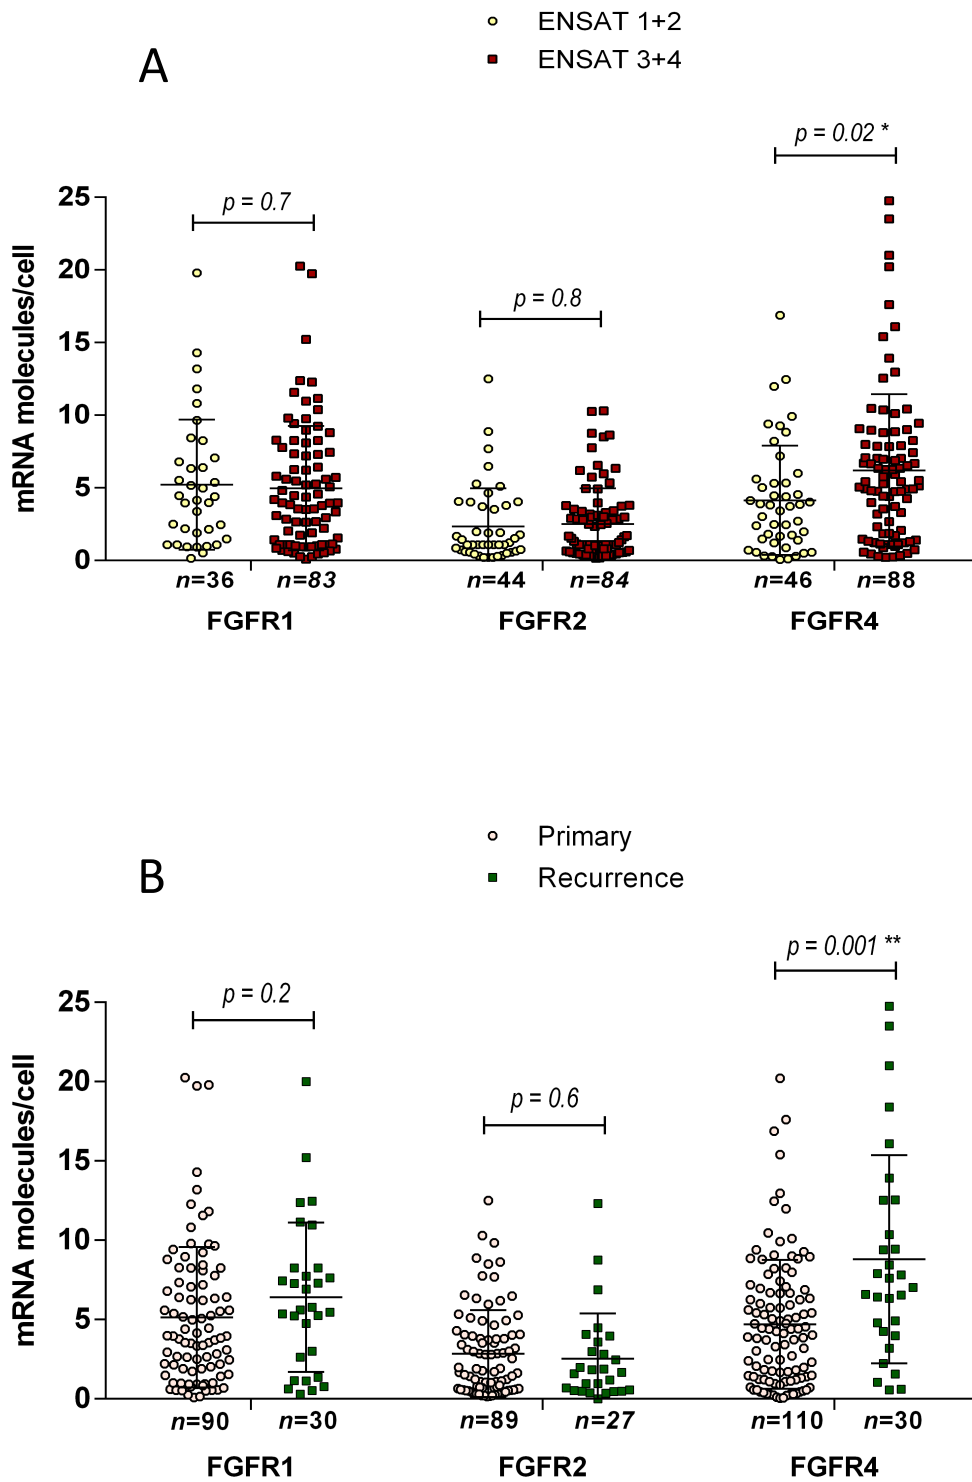 ENSAT 1+2
ENSAT 3+4
A
p = 0.02 *
p = 0.7
p = 0.8
mRNA molecules/cell
25
20
15
10
5
0
n=36 n=83 n=44 n=84 n=46 n=88
FGFR1 FGFR2 FGFR4
Primary
Recurrence
B
p = 0.001 **
p = 0.2
p = 0.6
mRNA molecules/cell
25
20
15
10
5
0
n=90 n=30 n=89 n=27 n=110 n=30
FGFR1 FGFR2 FGFR4